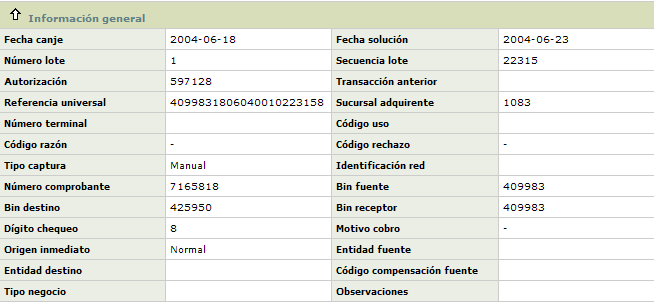 Información general
Fecha canje 2004-06-18 Fecha solución 2004-06-23
Número lote 1 Secuencia lote 22315
Autorización 597128 Transacción anterior
Referencia universal 4099831806040010223158 Sucursal adquirente 1083
Número terminal Código uso
Código razón - Código rechazo -
Tipo captura Manual Identificación red
Número comprobante 7165818 Bin fuente 409983
Bin destino 425950 Bin receptor 409983
Dígito chequeo 8 Motivo cobro -
Origen inmediato Normal Entidad fuente
Entidad destino Código compensación fuente
Tipo negocio Observaciones